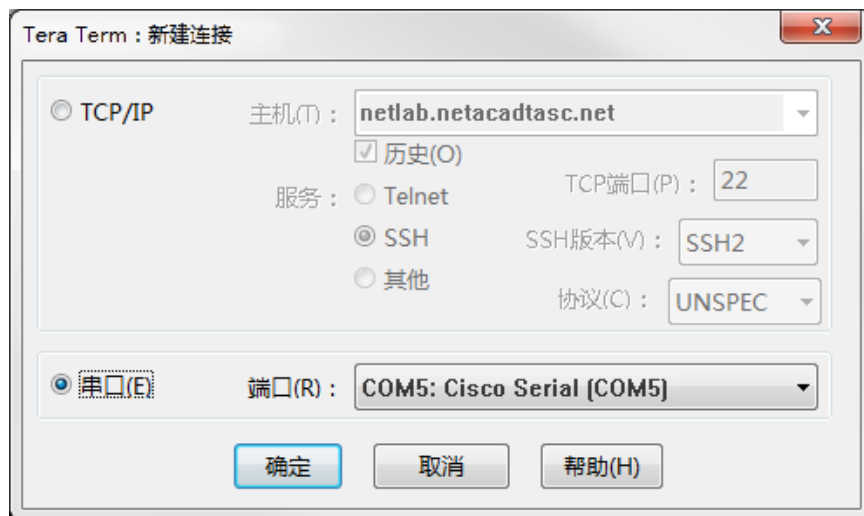 Tera Term：新建连接
TCP/IP 主机(T)： netlab.netacadtasc.net
历史(O)
服务： Telnet TCP端口(P)： 22
SSH SSH版本(V)： SSH2
其他 协议(C)： UNSPEC
串口(E) 端口(R)： COM5: Cisco Serial (COM5)
确定 取消 帮助(H)